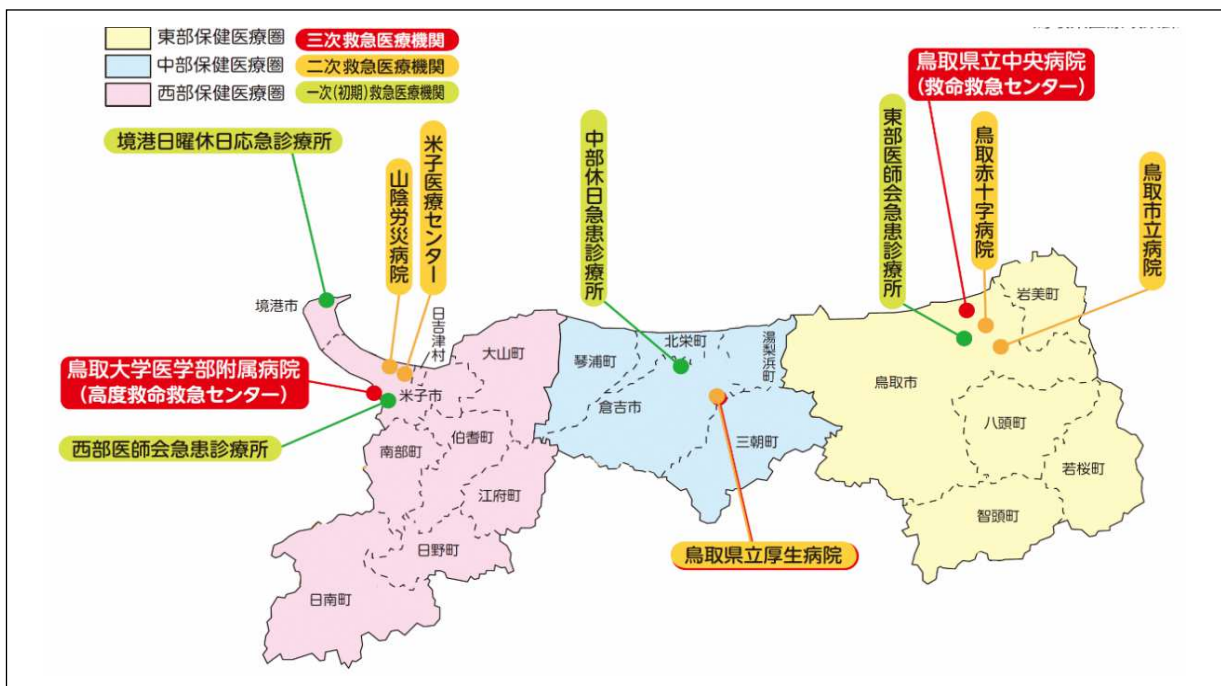 東部保健医療圏
三次救急医療機関
中部保健医療圏
二次救急医療機関
西部保健医療圏
一次(初期)救急医療機関
境港日曜休日応急診療所
山陰労災病院
米子医療センター
中部休日急患診療所
東部医師会急患診療所
鳥取県立中央病院
(救命救急センター)
鳥取赤十字病院
鳥取市立病院
境港市
日吉津村
大山町
琴浦町
北栄町
湯梨浜町
岩美町
鳥取大学医学部附属病院
(高度救命救急センター)
米子市
倉吉市
鳥取市
西部医師会急患診療所
伯耆町
南部町
三朝町
八頭町
若桜町
江府町
智頭町
日野町
鳥取県立厚生病院
日南町